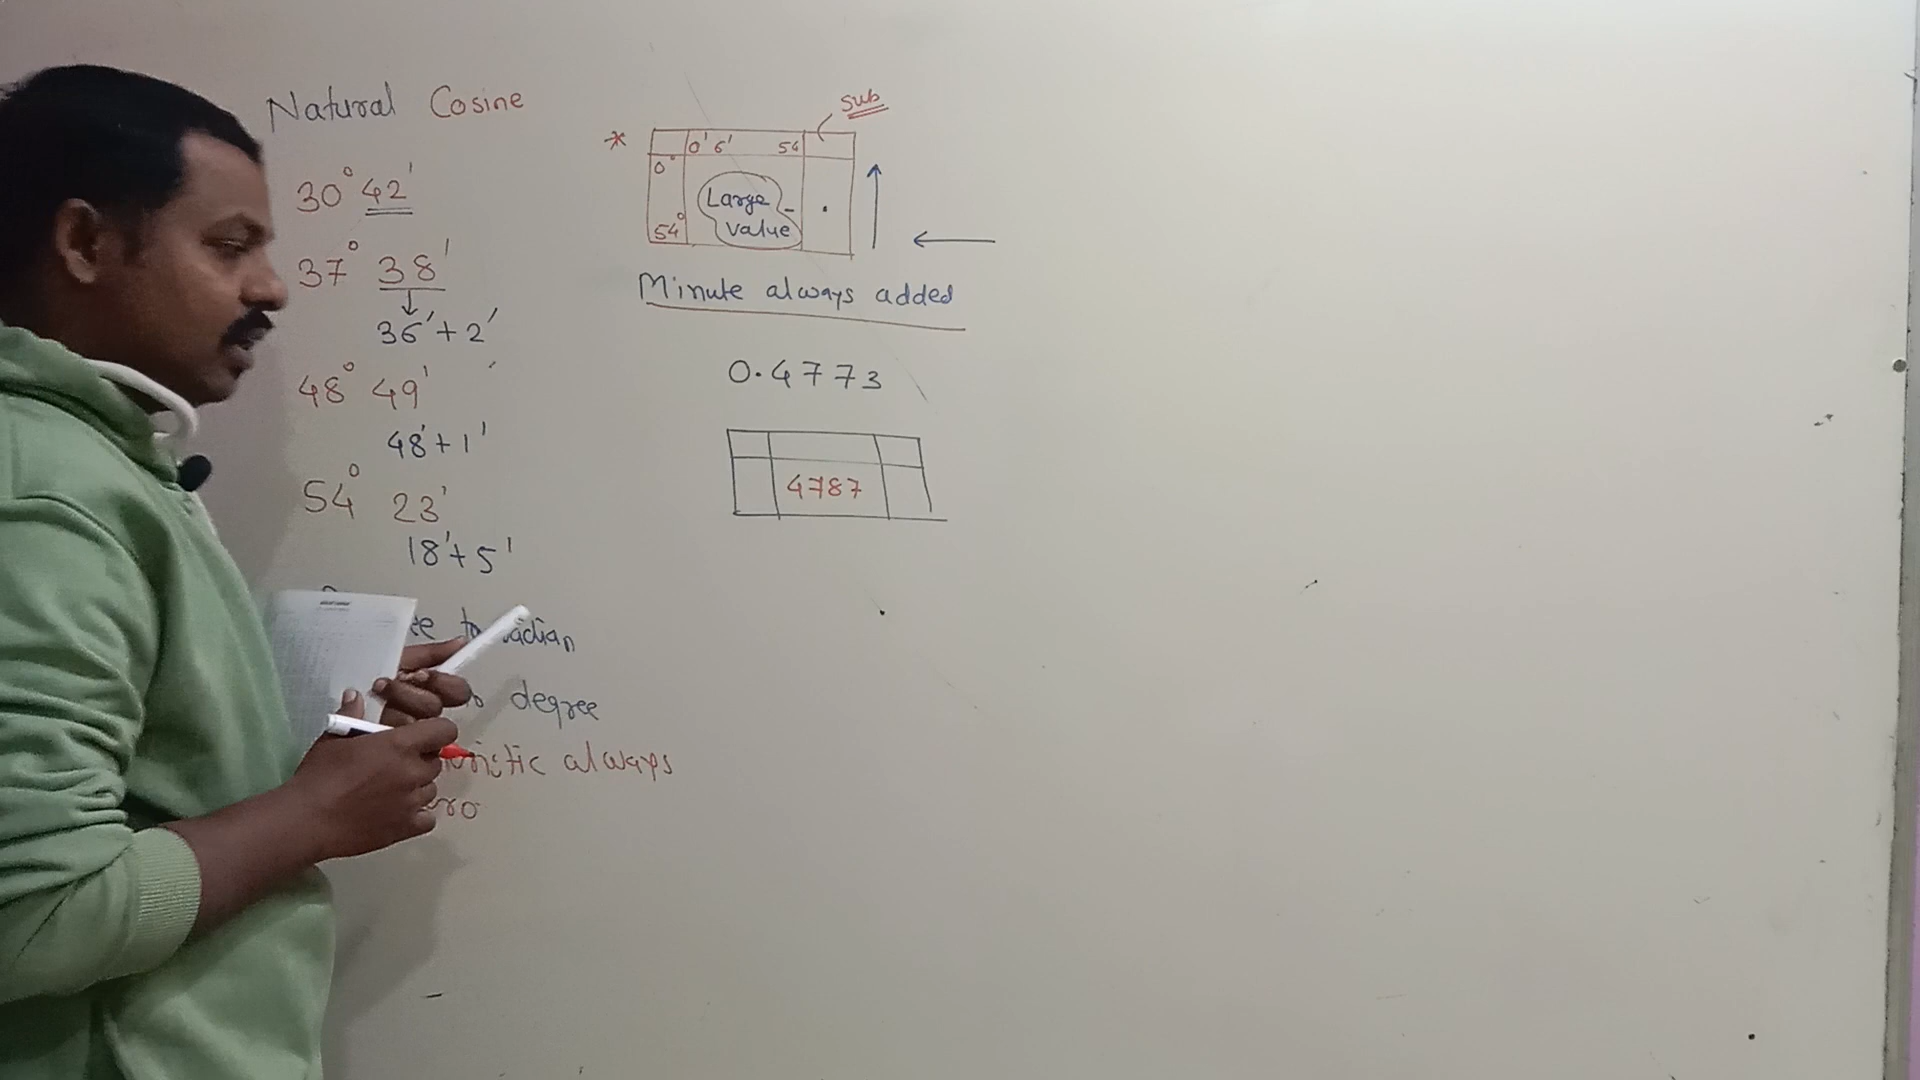 Natural Cosine
30° 42'
37° 38'
36' + 2'
48° 49'
48' + 1'
54° 23'
18' + 5'
to
degree
always
sub
* 0' 6' 54
0°
Large
value
54°
Minute always added
0.4773
4787